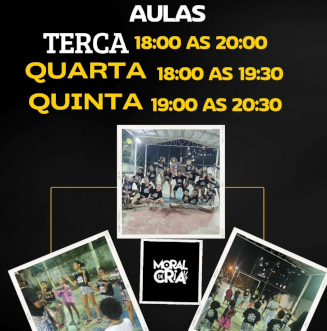 AULAS
TERCA 18:00 AS 20:00
QUARTA 18:00 AS 19:30
QUINTA 19:00 AS 20:30
MORAL
DE CRIA